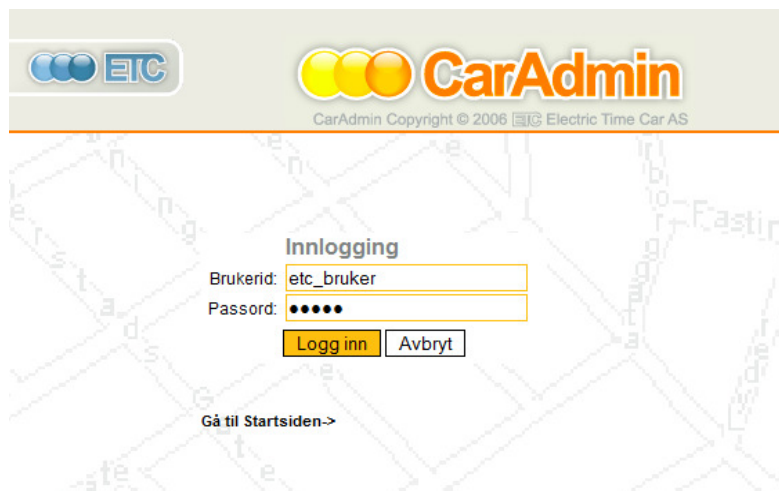 ETC
CarAdmin
CarAdmin Copyright © 2006 ETC Electric Time Car AS
Innlogging
Brukerid: etc_bruker
Passord: •••••
Logg inn Avbryt
Gå til Startsiden->